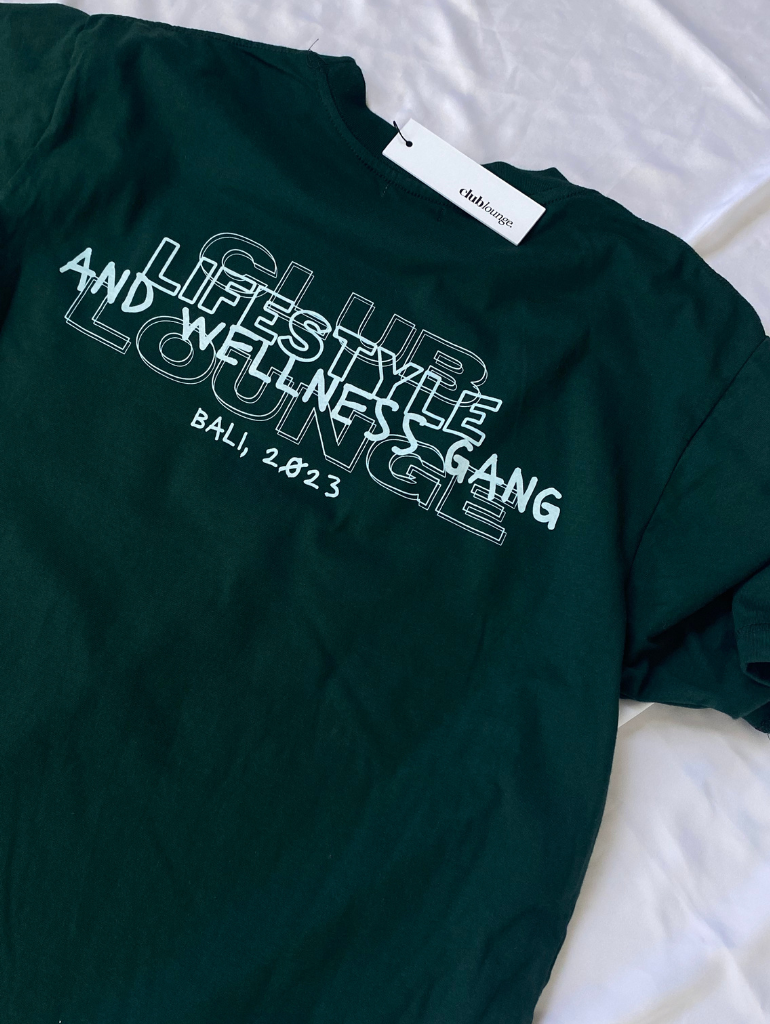 clublounge.
CLUB
LIFESTYLE
AND WELLNESS GANG
LOUNGE
BALI, 2023